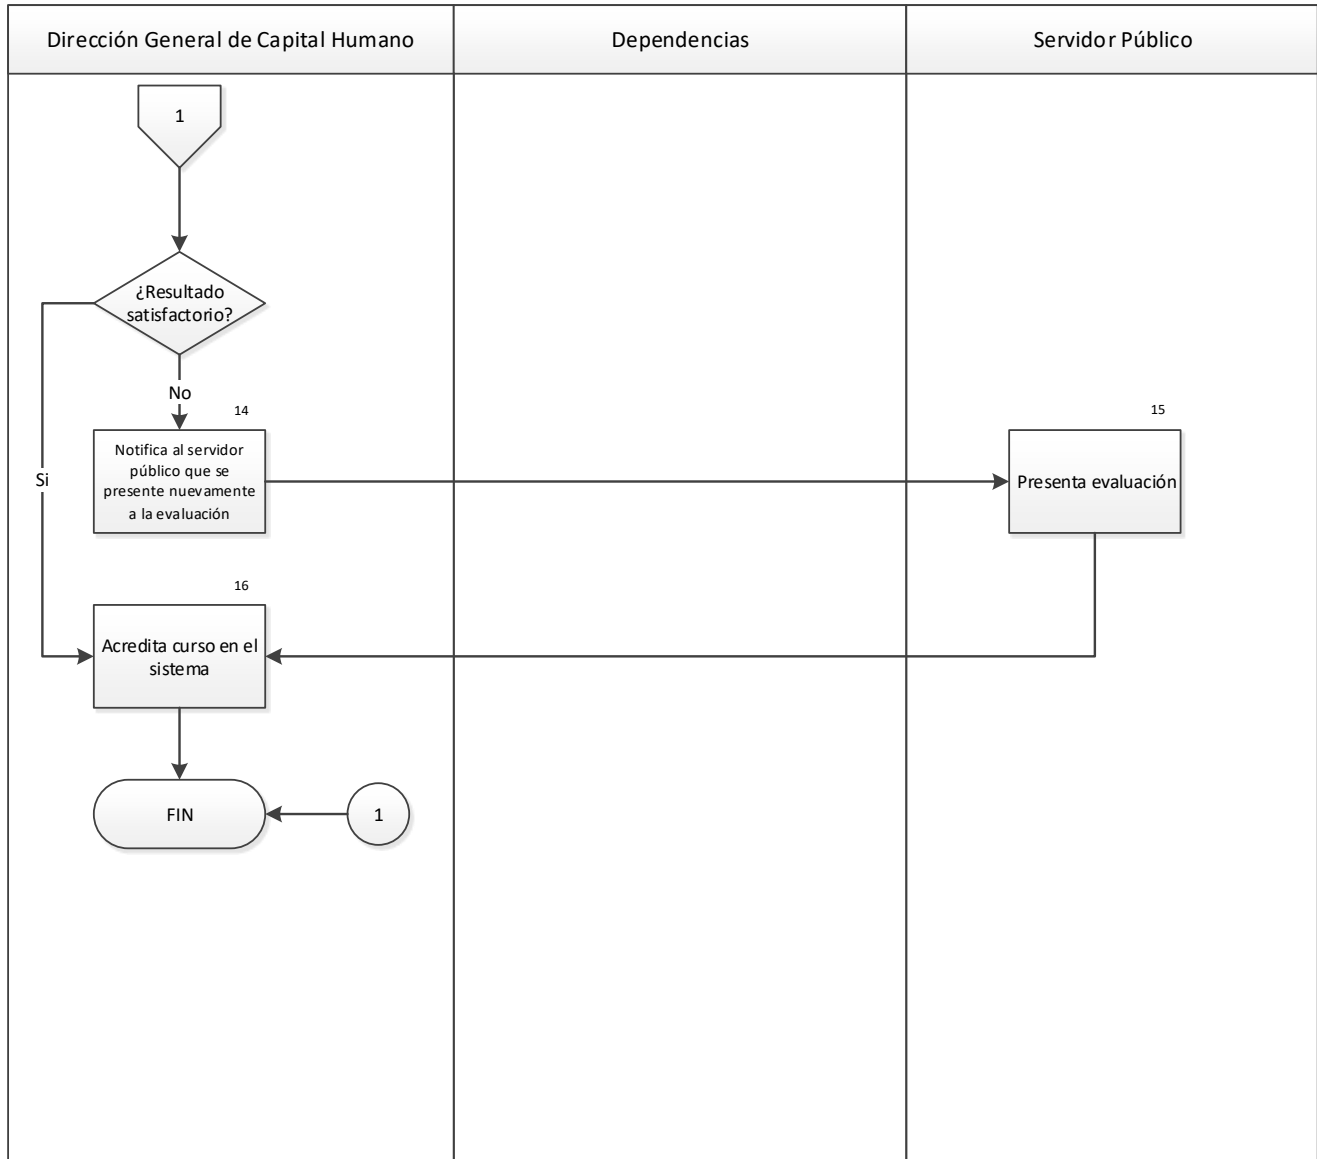 Dirección General de Capital Humano
Dependencias
Servidor Público
1
¿Resultado
satisfactorio?
No
14
15
Notifica al servidor
público que se
presente nuevamente
a la evaluación
Si
Presenta evaluación
16
Acredita curso en el
sistema
FIN
1